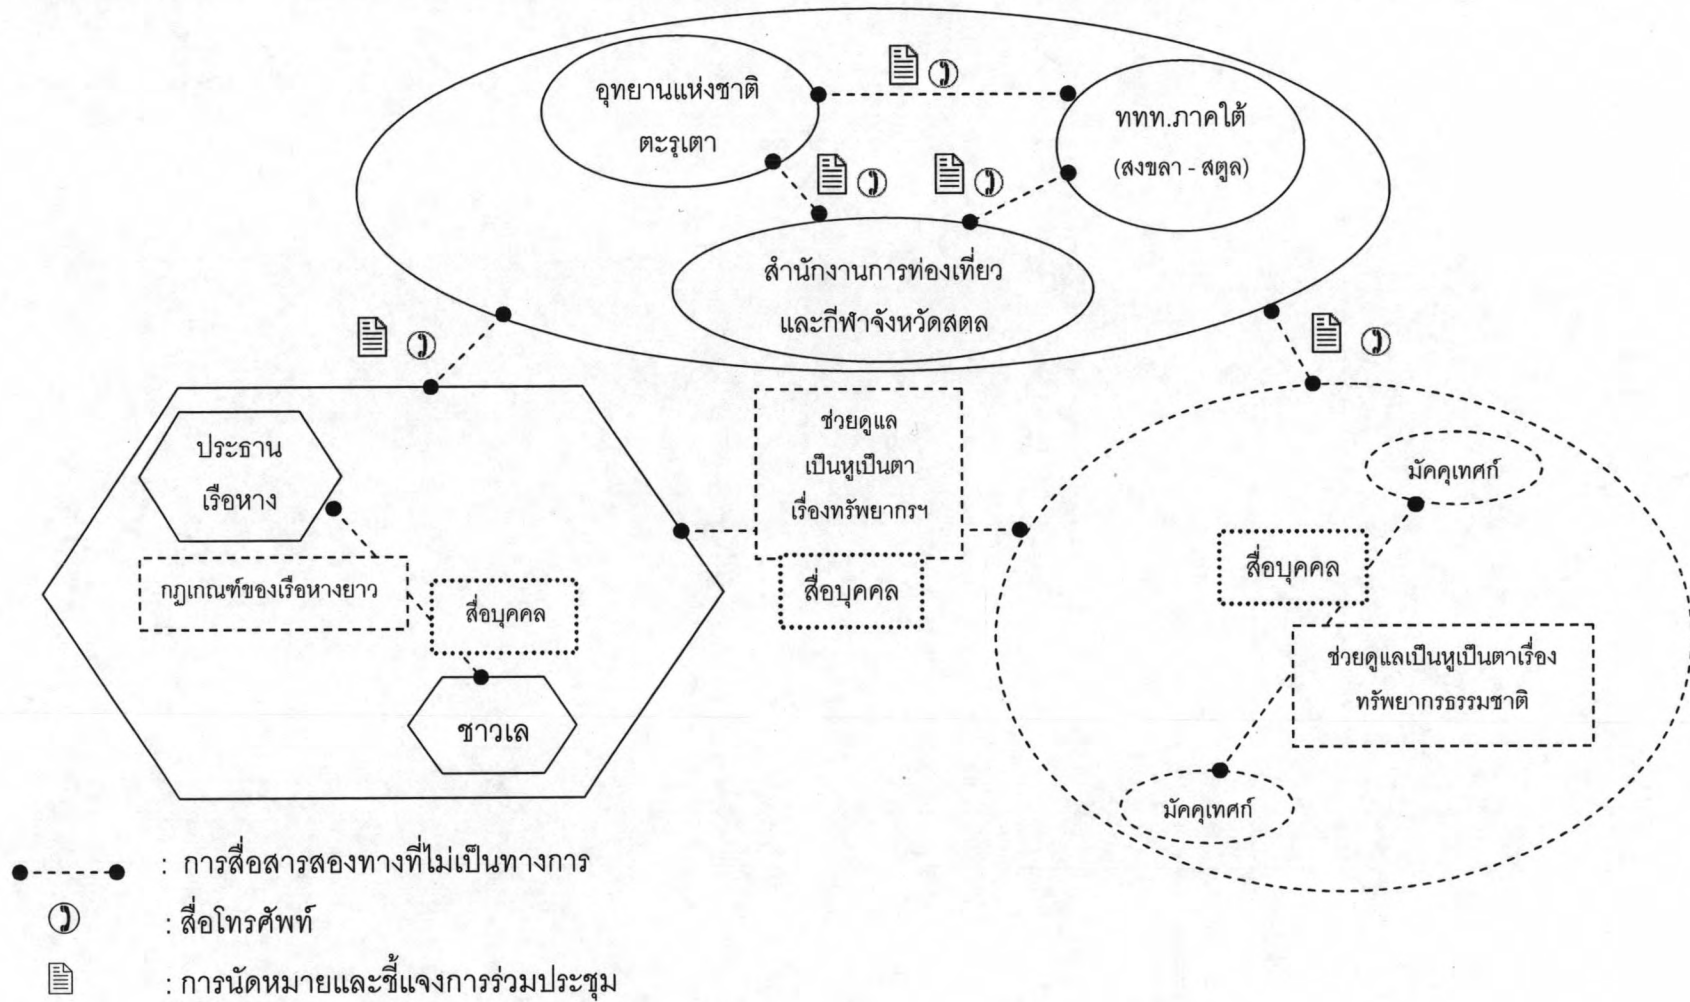 อุทยานแห่งชาติ
ตะรุเตา
ททท.ภาคใต้
(สงขลา - สตูล)
สำนักงานการท่องเที่ยว
และกีฬาจังหวัดสตูล
ประธาน
เรือหาง
กฎเกณฑ์ของเรือหางยาว
สื่อบุคคล
ชาวเล
ช่วยดูแล
เป็นหูเป็นตา
เรื่องทรัพยากรฯ
สื่อบุคคล
มัคคุเทศก์
สื่อบุคคล
ช่วยดูแลเป็นหูเป็นตาเรื่อง
ทรัพยากรธรรมชาติ
มัคคุเทศก์
: การสื่อสารสองทางที่ไม่เป็นทางการ
: สื่อโทรศัพท์
: การนัดหมายและชี้แจงการร่วมประชุม